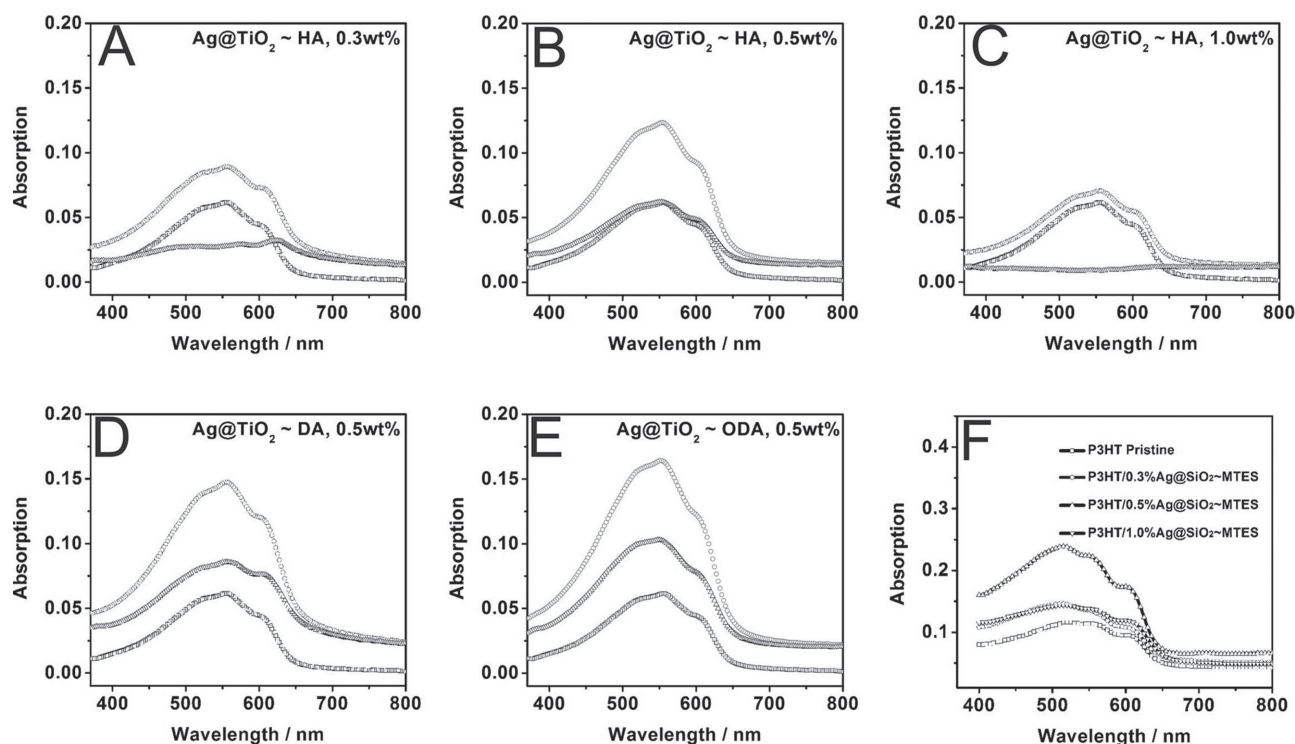 A
Ag@TiO₂ ~ HA, 0.3wt%
0.20
0.15
0.10
0.05
0.00
Absorption
400 500 600 700 800
Wavelength / nm
B
Ag@TiO₂ ~ HA, 0.5wt%
0.20
0.15
0.10
0.05
0.00
Absorption
400 500 600 700 800
Wavelength / nm
C
Ag@TiO₂ ~ HA, 1.0wt%
0.20
0.15
0.10
0.05
0.00
Absorption
400 500 600 700 800
Wavelength / nm
D
Ag@TiO₂ ~ DA, 0.5wt%
0.20
0.15
0.10
0.05
0.00
Absorption
400 500 600 700 800
Wavelength / nm
E
Ag@TiO₂ ~ ODA, 0.5wt%
0.20
0.15
0.10
0.05
0.00
Absorption
400 500 600 700 800
Wavelength / nm
F
P3HT Pristine
P3HT/0.3%Ag@SiO₂~MTES
P3HT/0.5%Ag@SiO₂~MTES
P3HT/1.0%Ag@SiO₂~MTES
0.4
0.3
0.2
0.1
Absorption
400 500 600 700 800
Wavelength / nm